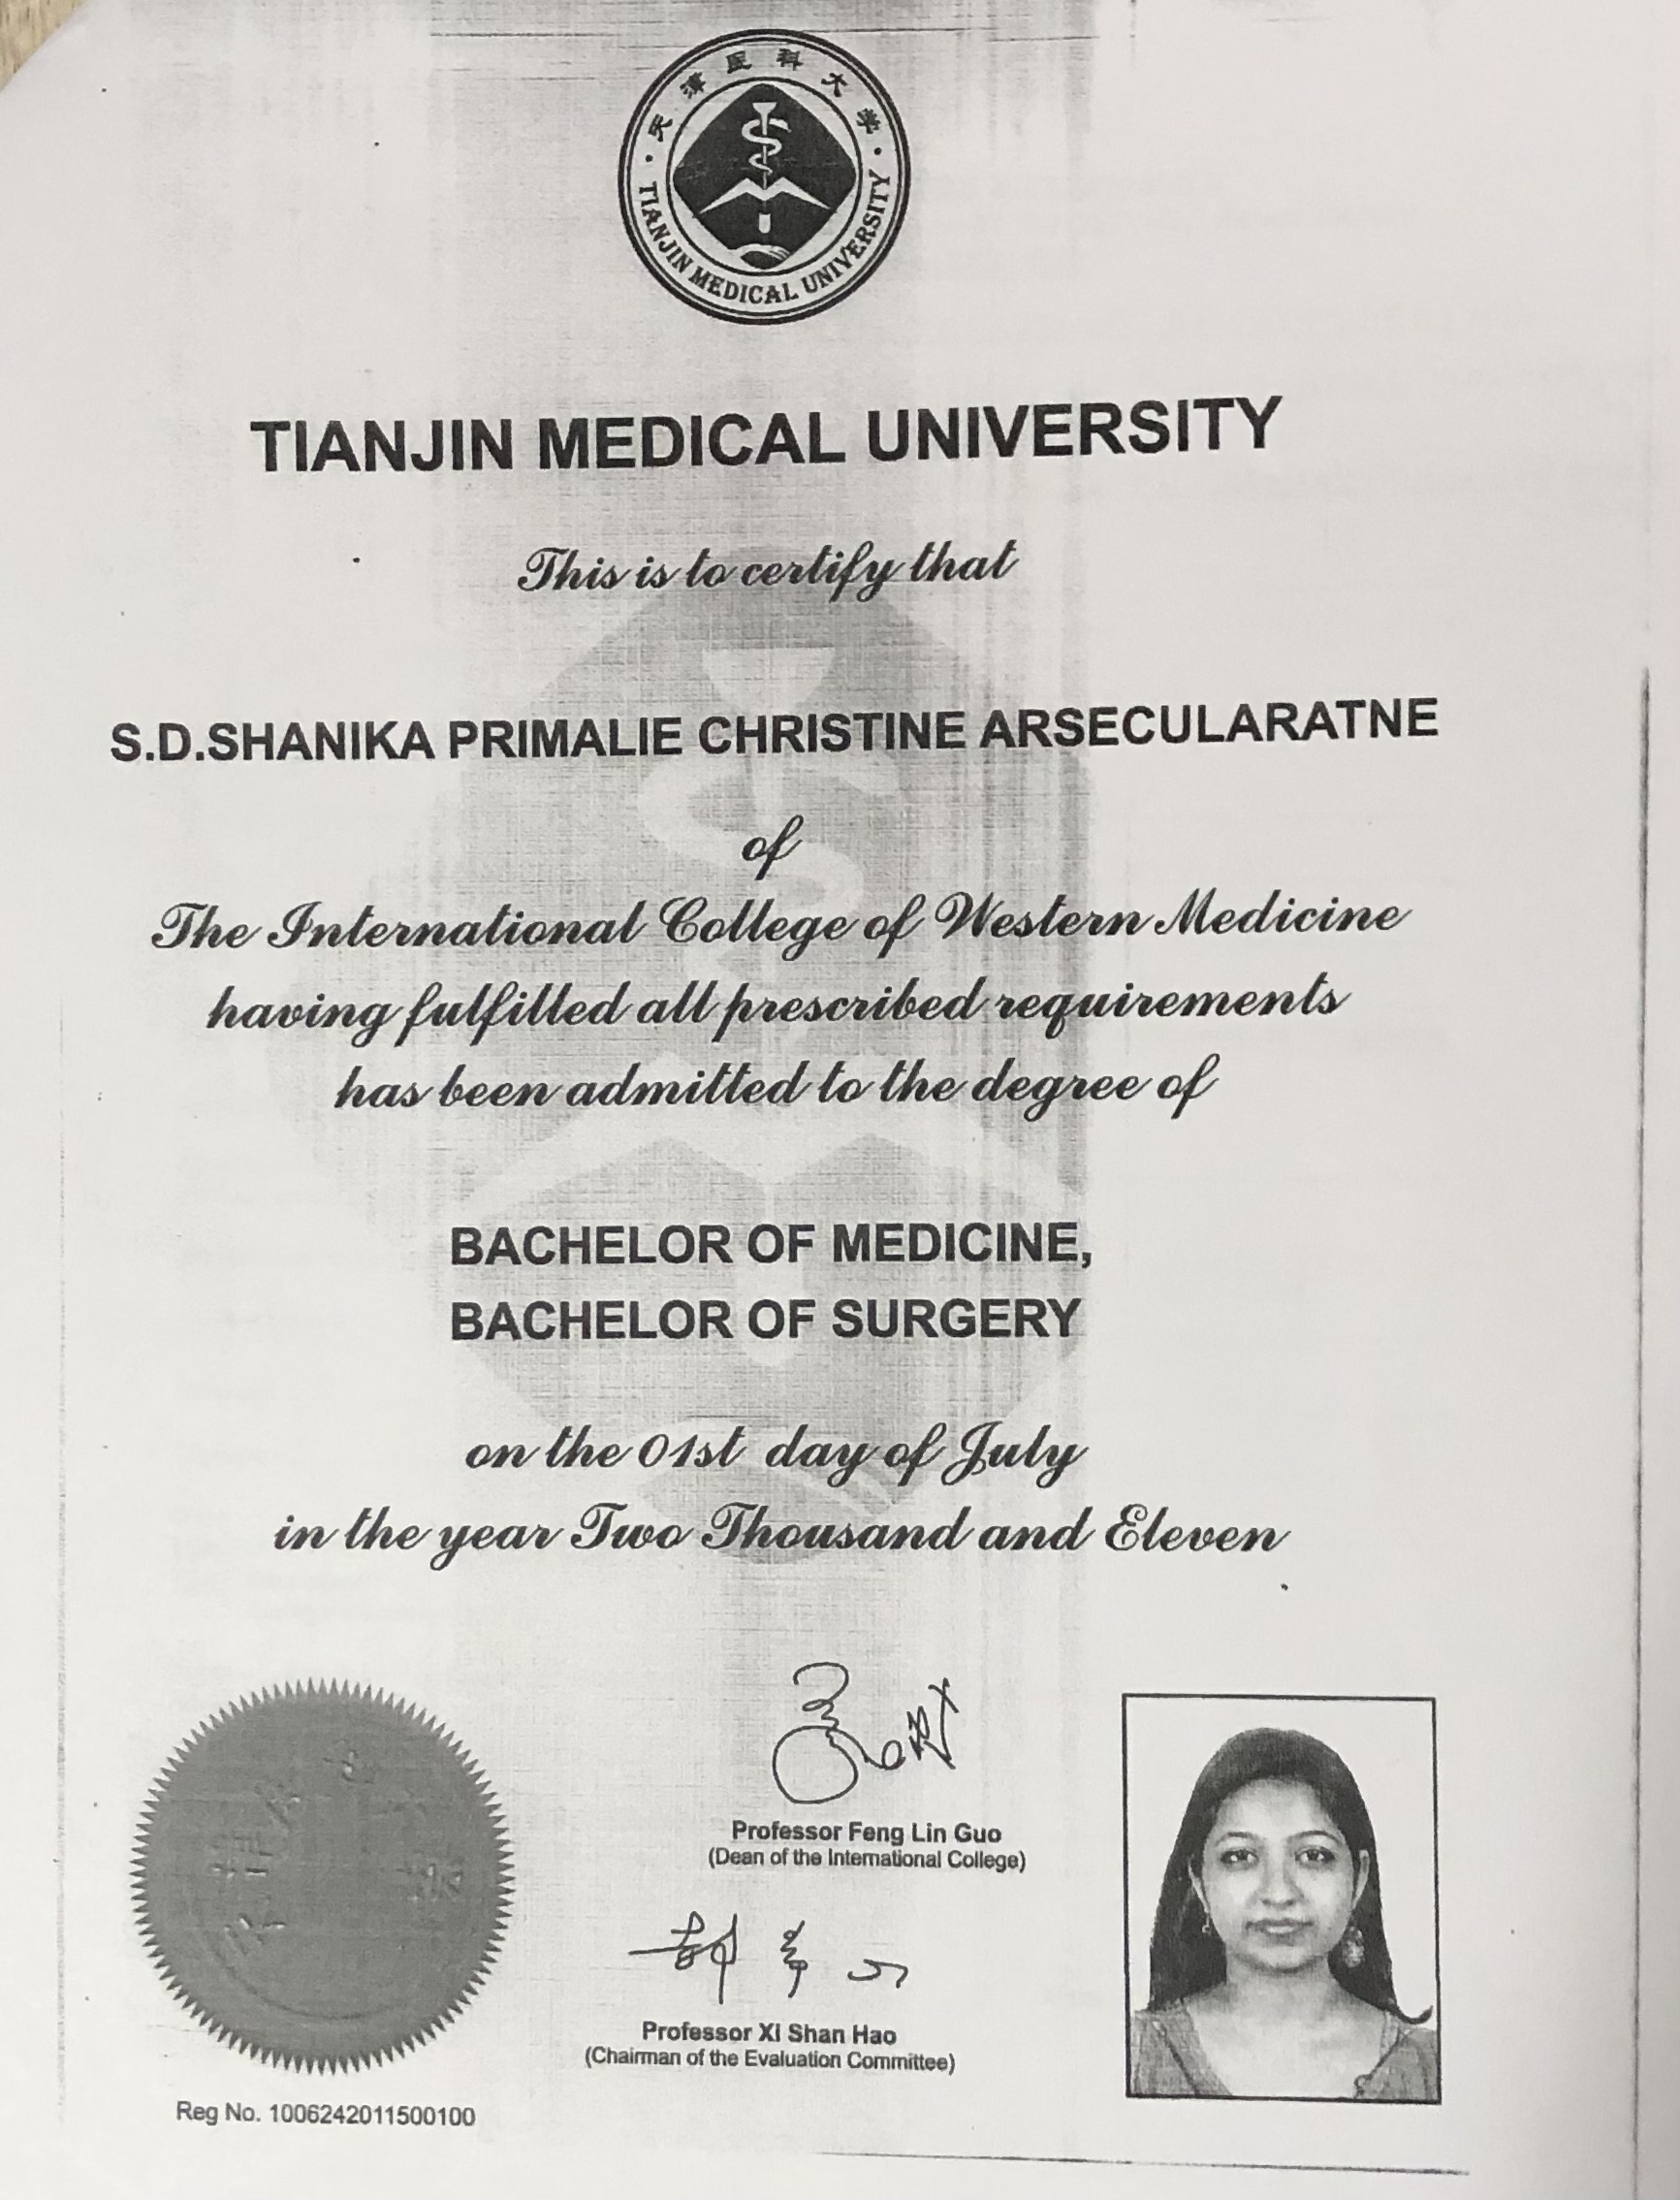 天津医科大学
TIANJIN MEDICAL UNIVERSITY
TIANJIN MEDICAL UNIVERSITY
This is to certify that
S.D.SHANIKA PRIMALIE CHRISTINE ARSECULARATNE
of
The International College of Western Medicine
having fulfilled all prescribed requirements
has been admitted to the degree of
BACHELOR OF MEDICINE,
BACHELOR OF SURGERY
on the 01st day of July
in the year Two Thousand and Eleven
Professor Feng Lin Guo
(Dean of the International College)
Professor Xi Shan Hao
(Chairman of the Evaluation Committee)
Reg No. 1006242011500100